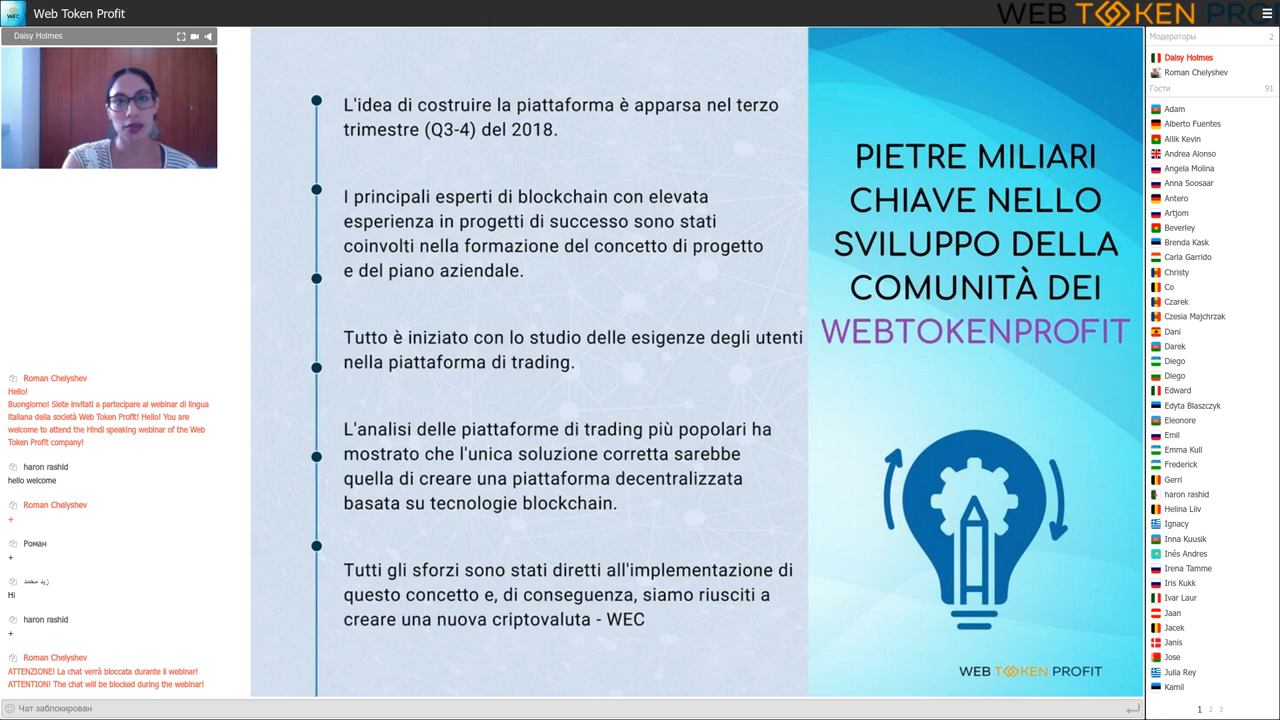 Web Token Profit
WEB TOKEN PROF
Daisy Holmes
Roman Chelyshev
Hello!
Buongiorno! Siete invitati a partecipare al webinar di lingua
italiana della società Web Token Profit! Hello! You are
welcome to attend the Hindi speaking webinar of the Web
Token Profit company!
haron rashid
hello welcome
Roman Chelyshev
+
Роман
+
زيد محمد
Hi
haron rashid
+
Roman Chelyshev
ATTENZIONE! La chat verrà bloccata durante il webinar!
ATTENTION! The chat will be blocked during the webinar!
Чат заблокирован
L'idea di costruire la piattaforma è apparsa nel terzo
trimestre (Q3-4) del 2018.
I principali esperti di blockchain con elevata
esperienza in progetti di successo sono stati
coinvolti nella formazione del concetto di progetto
e del piano aziendale.
Tutto è iniziato con lo studio delle esigenze degli utenti
nella piattaforma di trading.
L'analisi delle piattaforme di trading più popolari ha
mostrato che l'unica soluzione corretta sarebbe
quella di creare una piattaforma decentralizzata
basata su tecnologie blockchain.
Tutti gli sforzi sono stati diretti all'implementazione di
questo concetto e, di conseguenza, siamo riusciti a
creare una nuova criptovaluta - WEC
PIETRE MILIARI
CHIAVE NELLO
SVILUPPO DELLA
COMUNITÀ DEI
WEBTOKENPROFIT
WEB TOKEN PROFIT
Модераторы 2
Daisy Holmes
Roman Chelyshev
Гости 91
Adam
Alberto Fuentes
Allik Kevin
Andrea Alonso
Angela Molina
Anna Soosaar
Antero
Artjom
Beverley
Brenda Kask
Carla Garrido
Christy
Co
Czarek
Czesia Majchrzak
Dani
Darek
Diego
Diego
Edward
Edyta Blaszczyk
Eleonore
Emil
Emma Kull
Frederick
Gerri
haron rashid
Helina Liiv
Ignacy
Inna Kuusik
Inés Andres
Irena Tamme
Iris Kukk
Ivar Laur
Jaan
Jacek
Janis
Jose
Julia Rey
Kamil
1 2 3